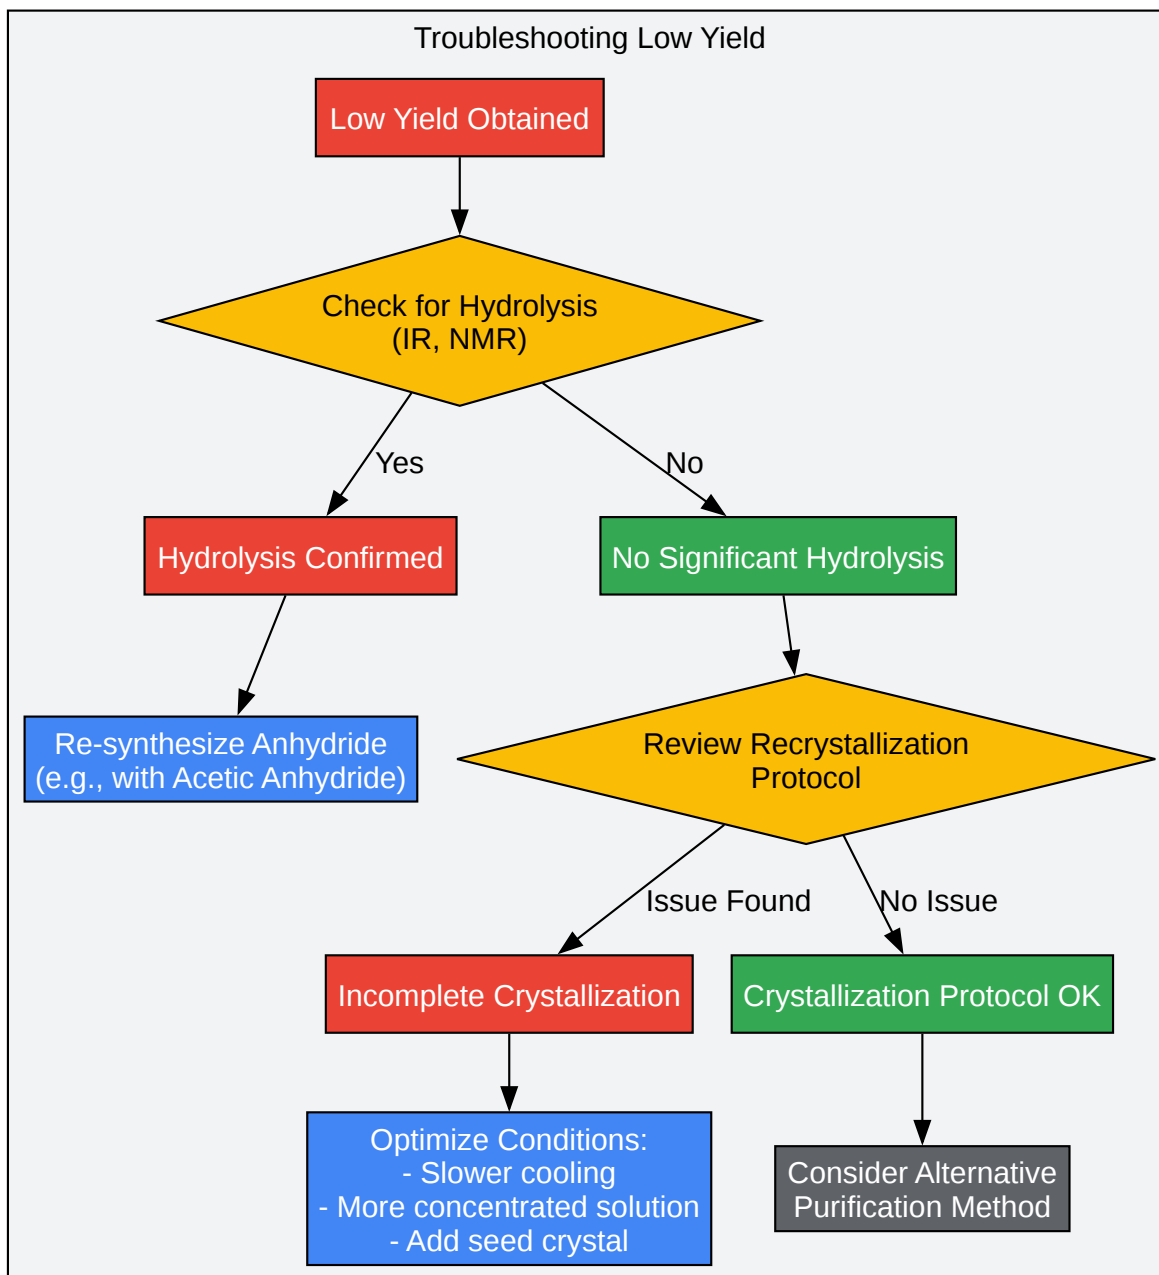 Troubleshooting Low Yield
Low Yield Obtained
Check for Hydrolysis
(IR, NMR)
Yes
No
Hydrolysis Confirmed
No Significant Hydrolysis
Re-synthesize Anhydride
(e.g., with Acetic Anhydride)
Review Recrystallization
Protocol
Issue Found
No Issue
Incomplete Crystallization
Crystallization Protocol OK
Optimize Conditions:
- Slower cooling
- More concentrated solution
- Add seed crystal
Consider Alternative
Purification Method